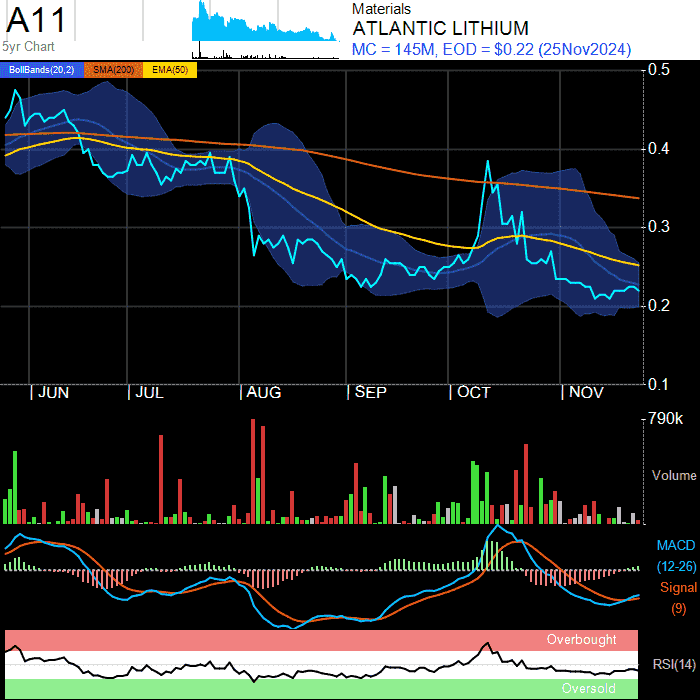 A11
5yr Chart
Materials
ATLANTIC LITHIUM
MC = 145M, EOD = $0.22 (25Nov2024)
BollBands(20,2) SMA(200) EMA(50)
0.5
0.4
0.3
0.2
0.1
JUN JUL AUG SEP OCT NOV
790k
Volume
MACD
(12-26)
Signal
(9)
Overbought
RSI(14)
Oversold